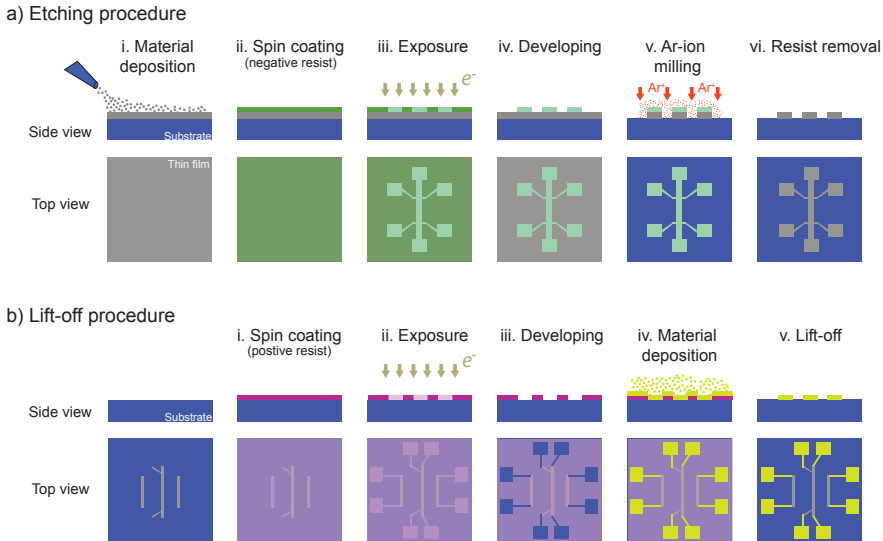 a) Etching procedure
i. Material
deposition
ii. Spin coating
(negative resist)
iii. Exposure
iv. Developing
v. Ar-ion
milling
vi. Resist removal
e-
Ar+ Ar+
Side view
Substrate
Thin film
Top view
b) Lift-off procedure
i. Spin coating
(postive resist)
ii. Exposure
iii. Developing
iv. Material
deposition
v. Lift-off
e-
Side view
Substrate
Top view